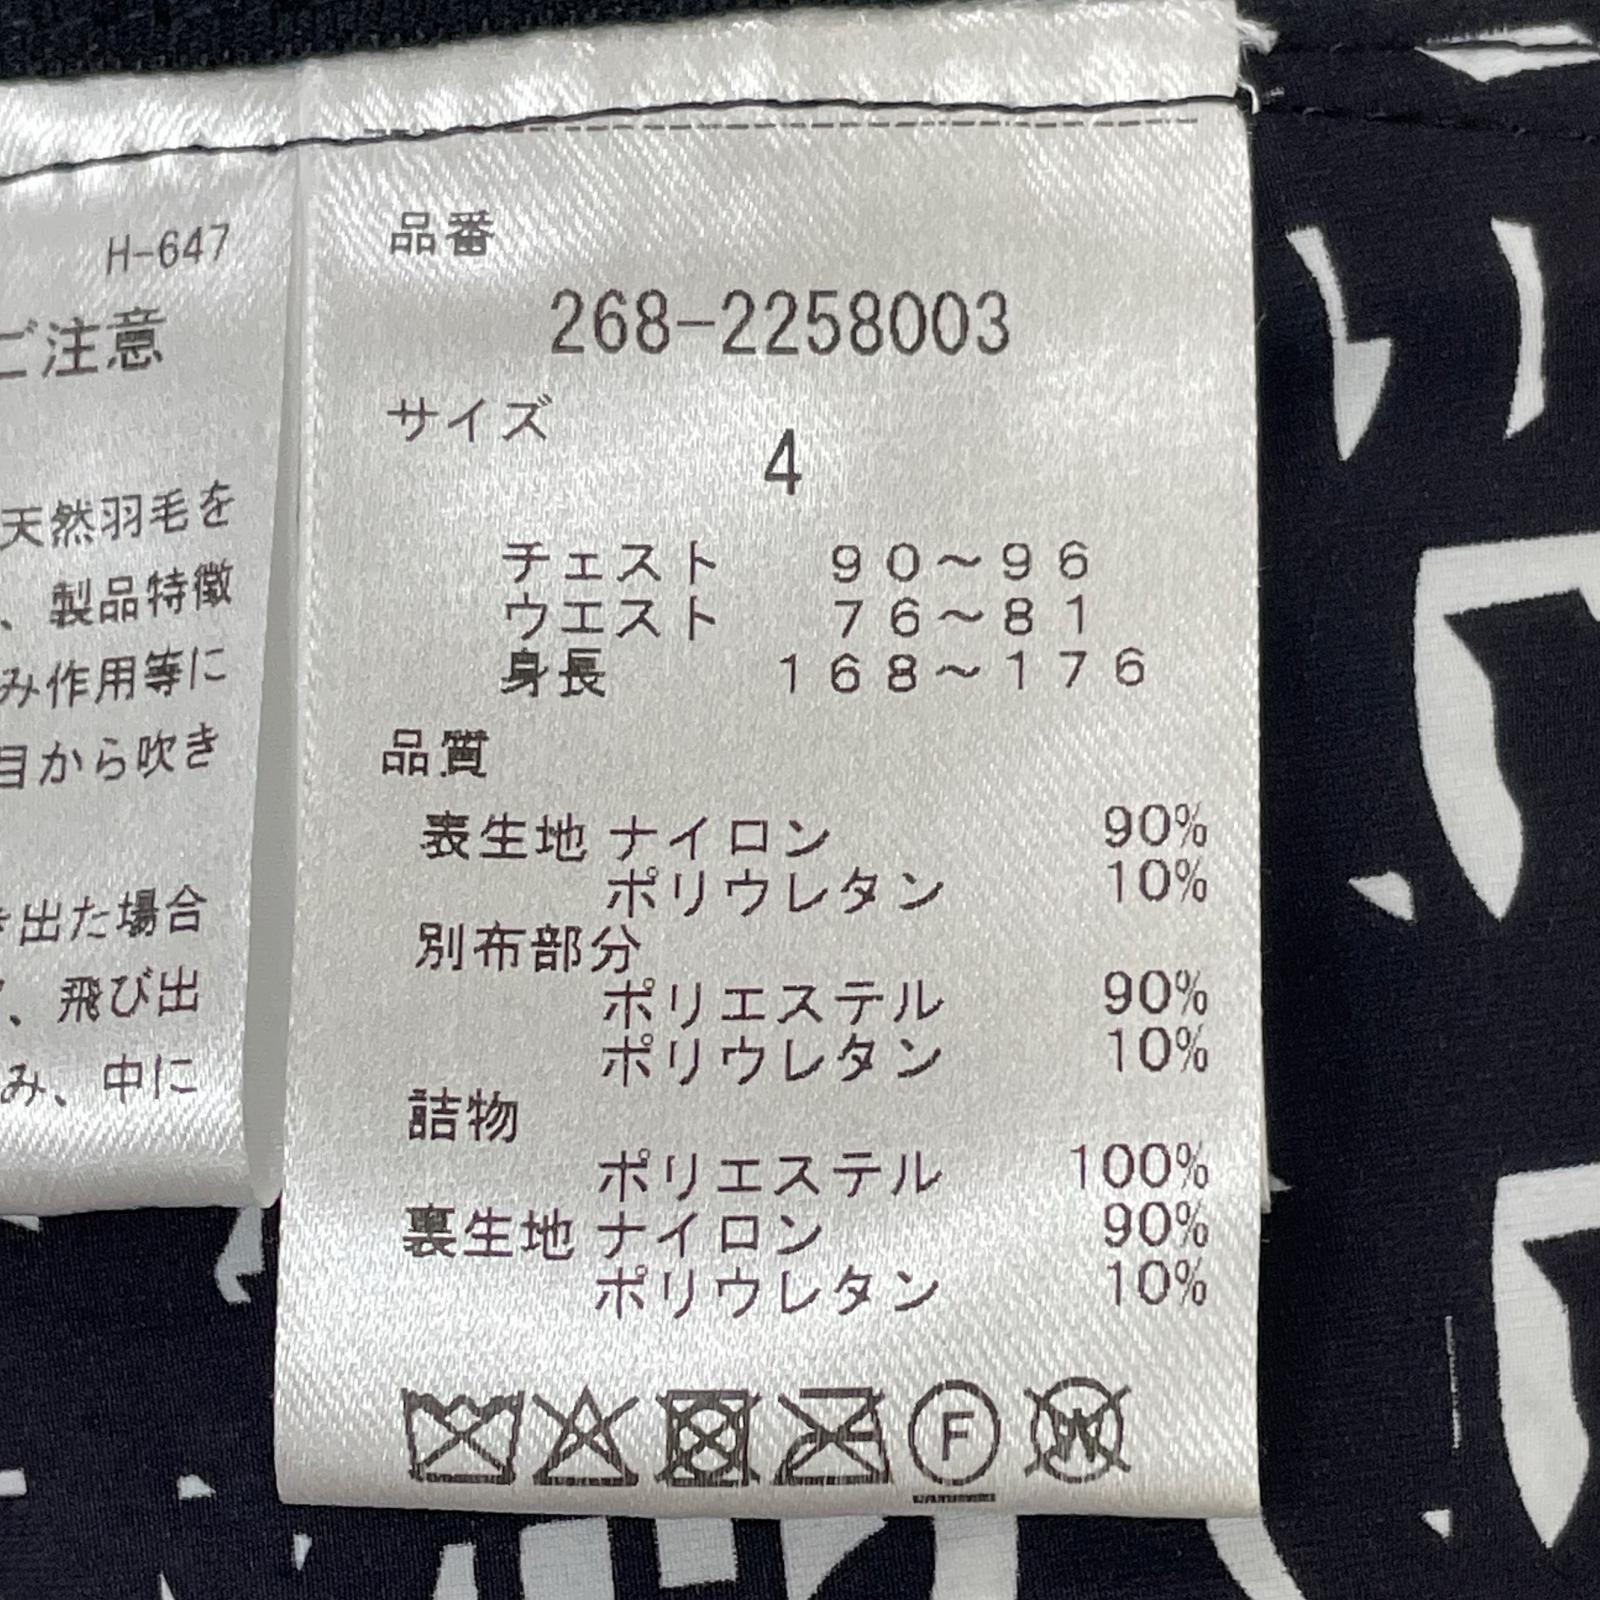 H-647
ご注意
天然羽毛を
、製品特徴
み作用等に
目から吹き
き出た場合
、飛び出
み、中に
品番
268-2258003
サイズ
4
チェスト 90～96
ウエスト 76～81
身長 168～176
品質
表生地 ナイロン 90%
ポリウレタン 10%
別布部分
ポリエステル 90%
ポリウレタン 10%
詰物
ポリエステル 100%
裏生地 ナイロン 90%
ポリウレタン 10%
F
W